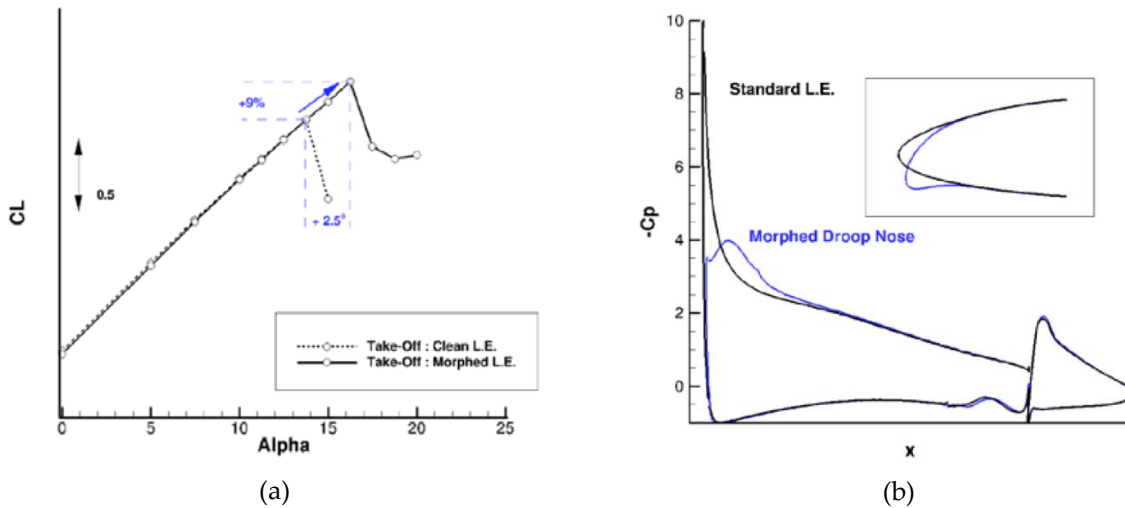 CL
+9%
0.5
+ 2.5°
Take-Off : Clean L.E.
Take-Off : Morphed L.E.
0 5 10 15 20 25
Alpha
(a)
10
8
6
4
2
0
-Cp
Standard L.E.
Morphed Droop Nose
x
(b)